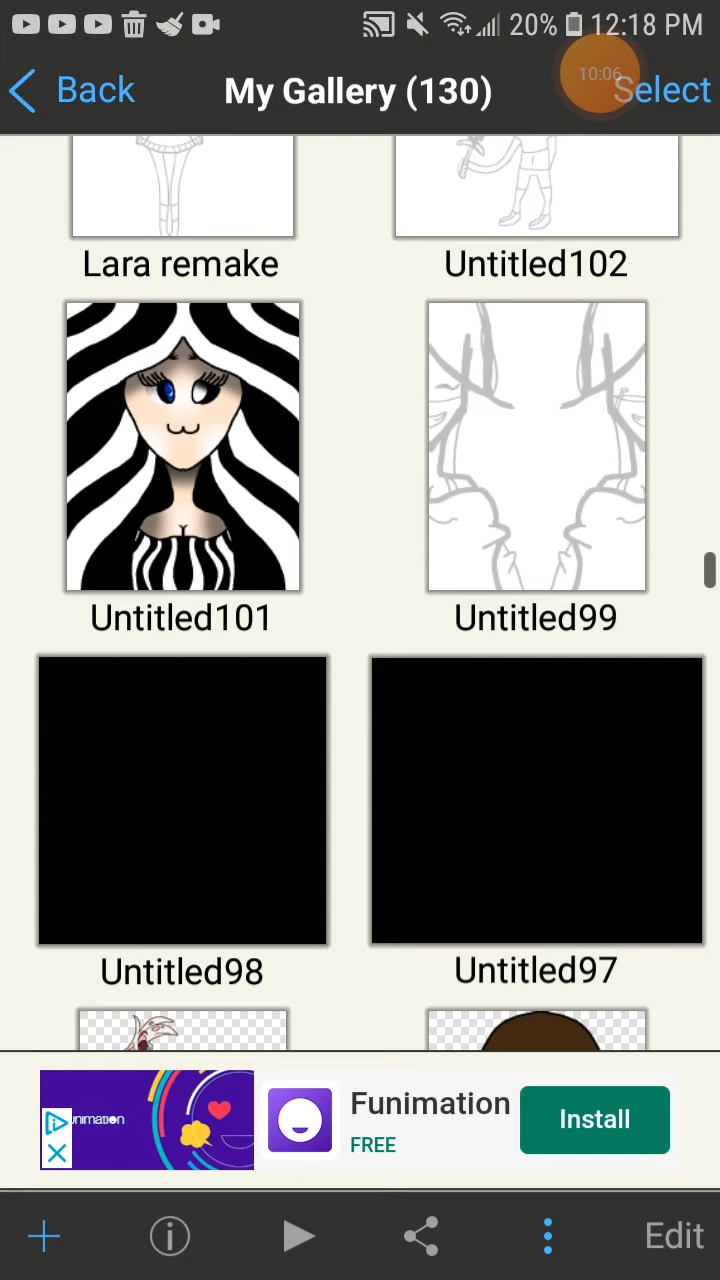 20% 12:18 PM
10:06
Back My Gallery (130) Select
Lara remake Untitled102
Untitled101 Untitled99
Untitled98 Untitled97
Funimation
FREE
Install
Edit